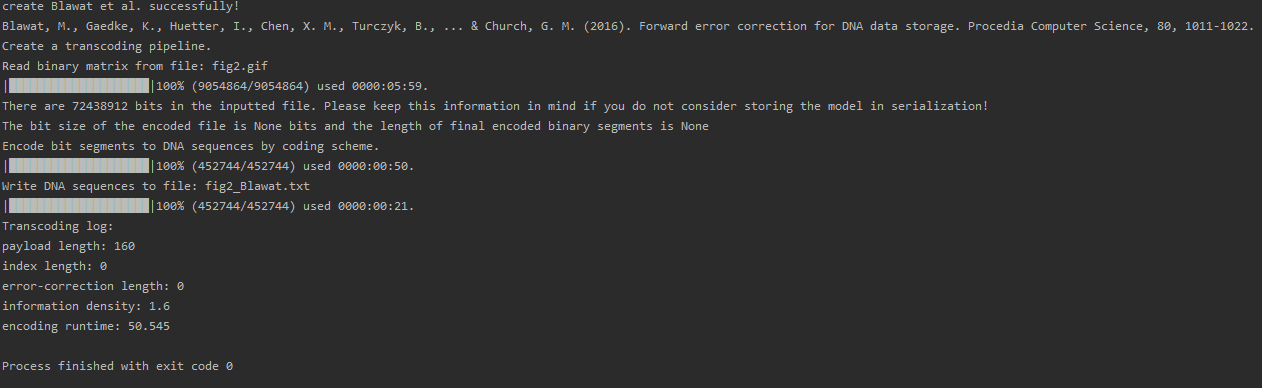 create Blawat et al. successfully!
Blawat, M., Gaedke, K., Huetter, I., Chen, X. M., Turczyk, B., ... & Church, G. M. (2016). Forward error correction for DNA data storage. Procedia Computer Science, 80, 1011-1022.
Create a transcoding pipeline.
Read binary matrix from file: fig2.gif
|████████████████████|100% (9054864/9054864) used 0000:05:59.
There are 72438912 bits in the inputted file. Please keep this information in mind if you do not consider storing the model in serialization!
The bit size of the encoded file is None bits and the length of final encoded binary segments is None
Encode bit segments to DNA sequences by coding scheme.
|████████████████████|100% (452744/452744) used 0000:00:50.
Write DNA sequences to file: fig2_Blawat.txt
|████████████████████|100% (452744/452744) used 0000:00:21.
Transcoding log:
payload length: 160
index length: 0
error-correction length: 0
information density: 1.6
encoding runtime: 50.545
Process finished with exit code 0